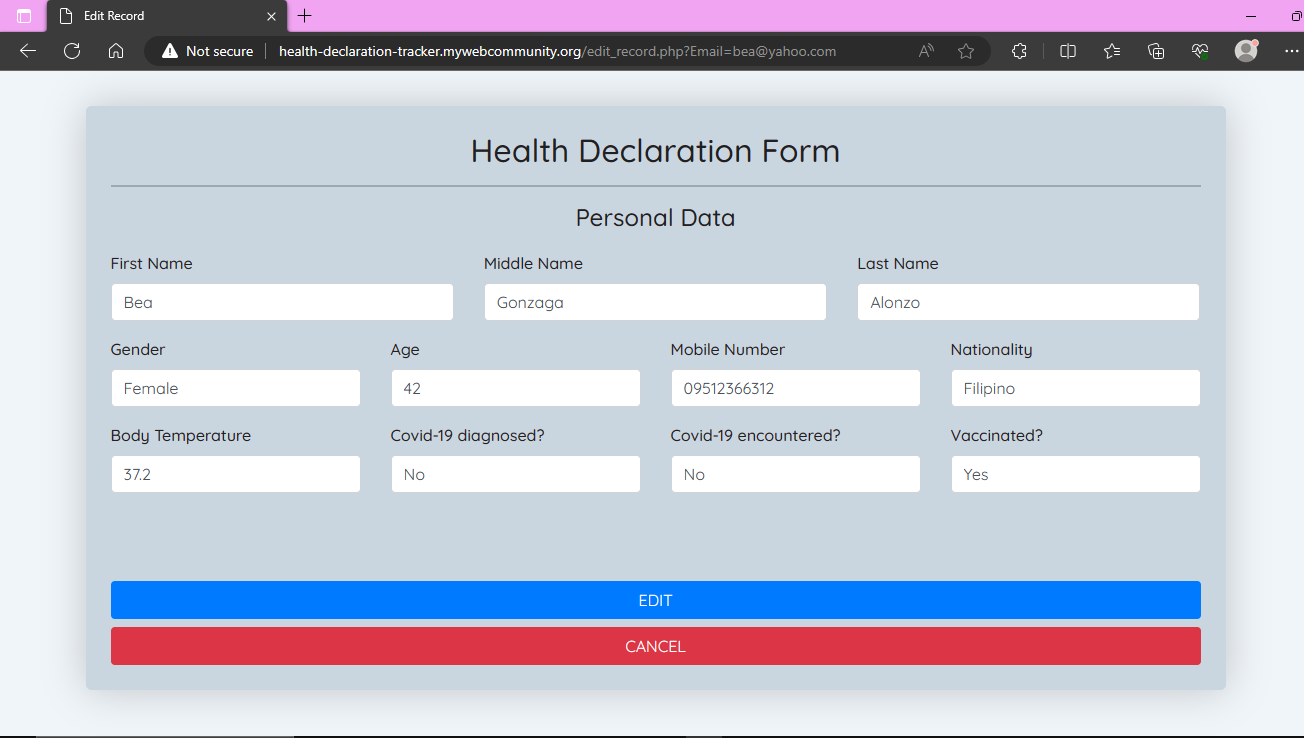 Edit Record
Not secure health-declaration-tracker.mywebcommunity.org/edit_record.php?Email=bea@yahoo.com
Health Declaration Form
Personal Data
First Name Middle Name Last Name
Bea Gonzaga Alonzo
Gender Age Mobile Number Nationality
Female 42 09512366312 Filipino
Body Temperature Covid-19 diagnosed? Covid-19 encountered? Vaccinated?
37.2 No No Yes
EDIT
CANCEL